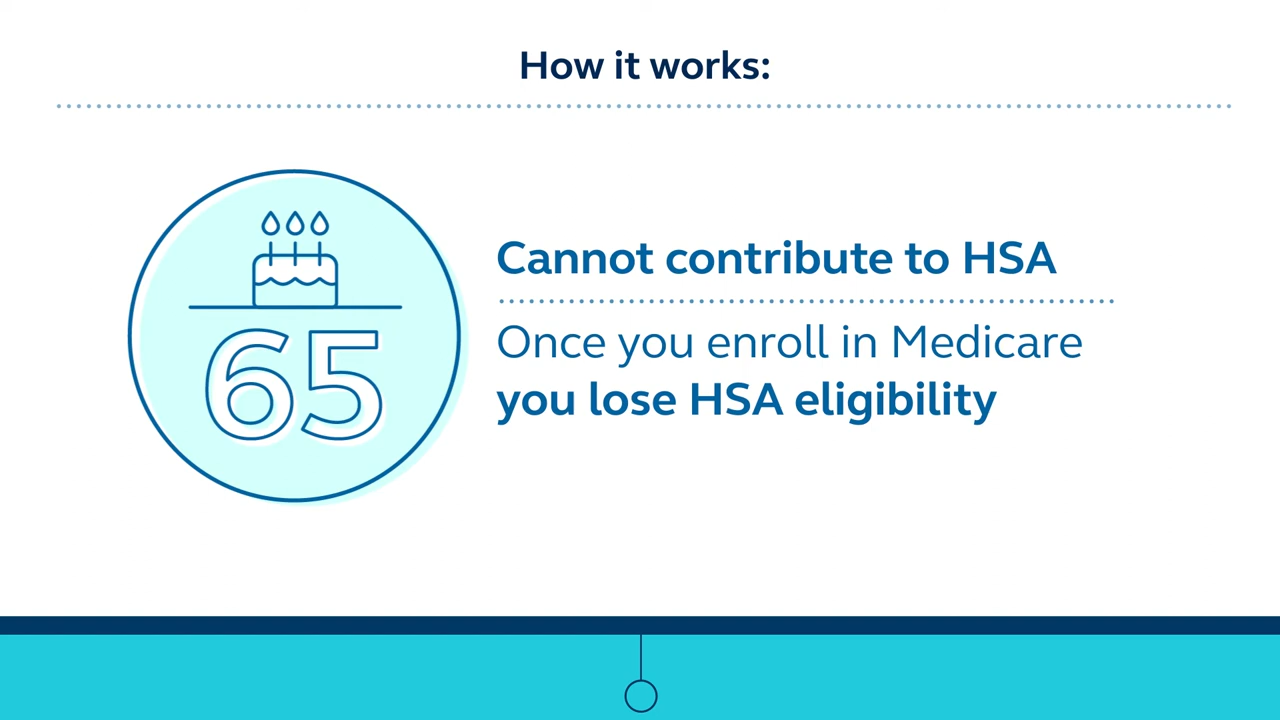 How it works:
65
Cannot contribute to HSA
Once you enroll in Medicare
you lose HSA eligibility